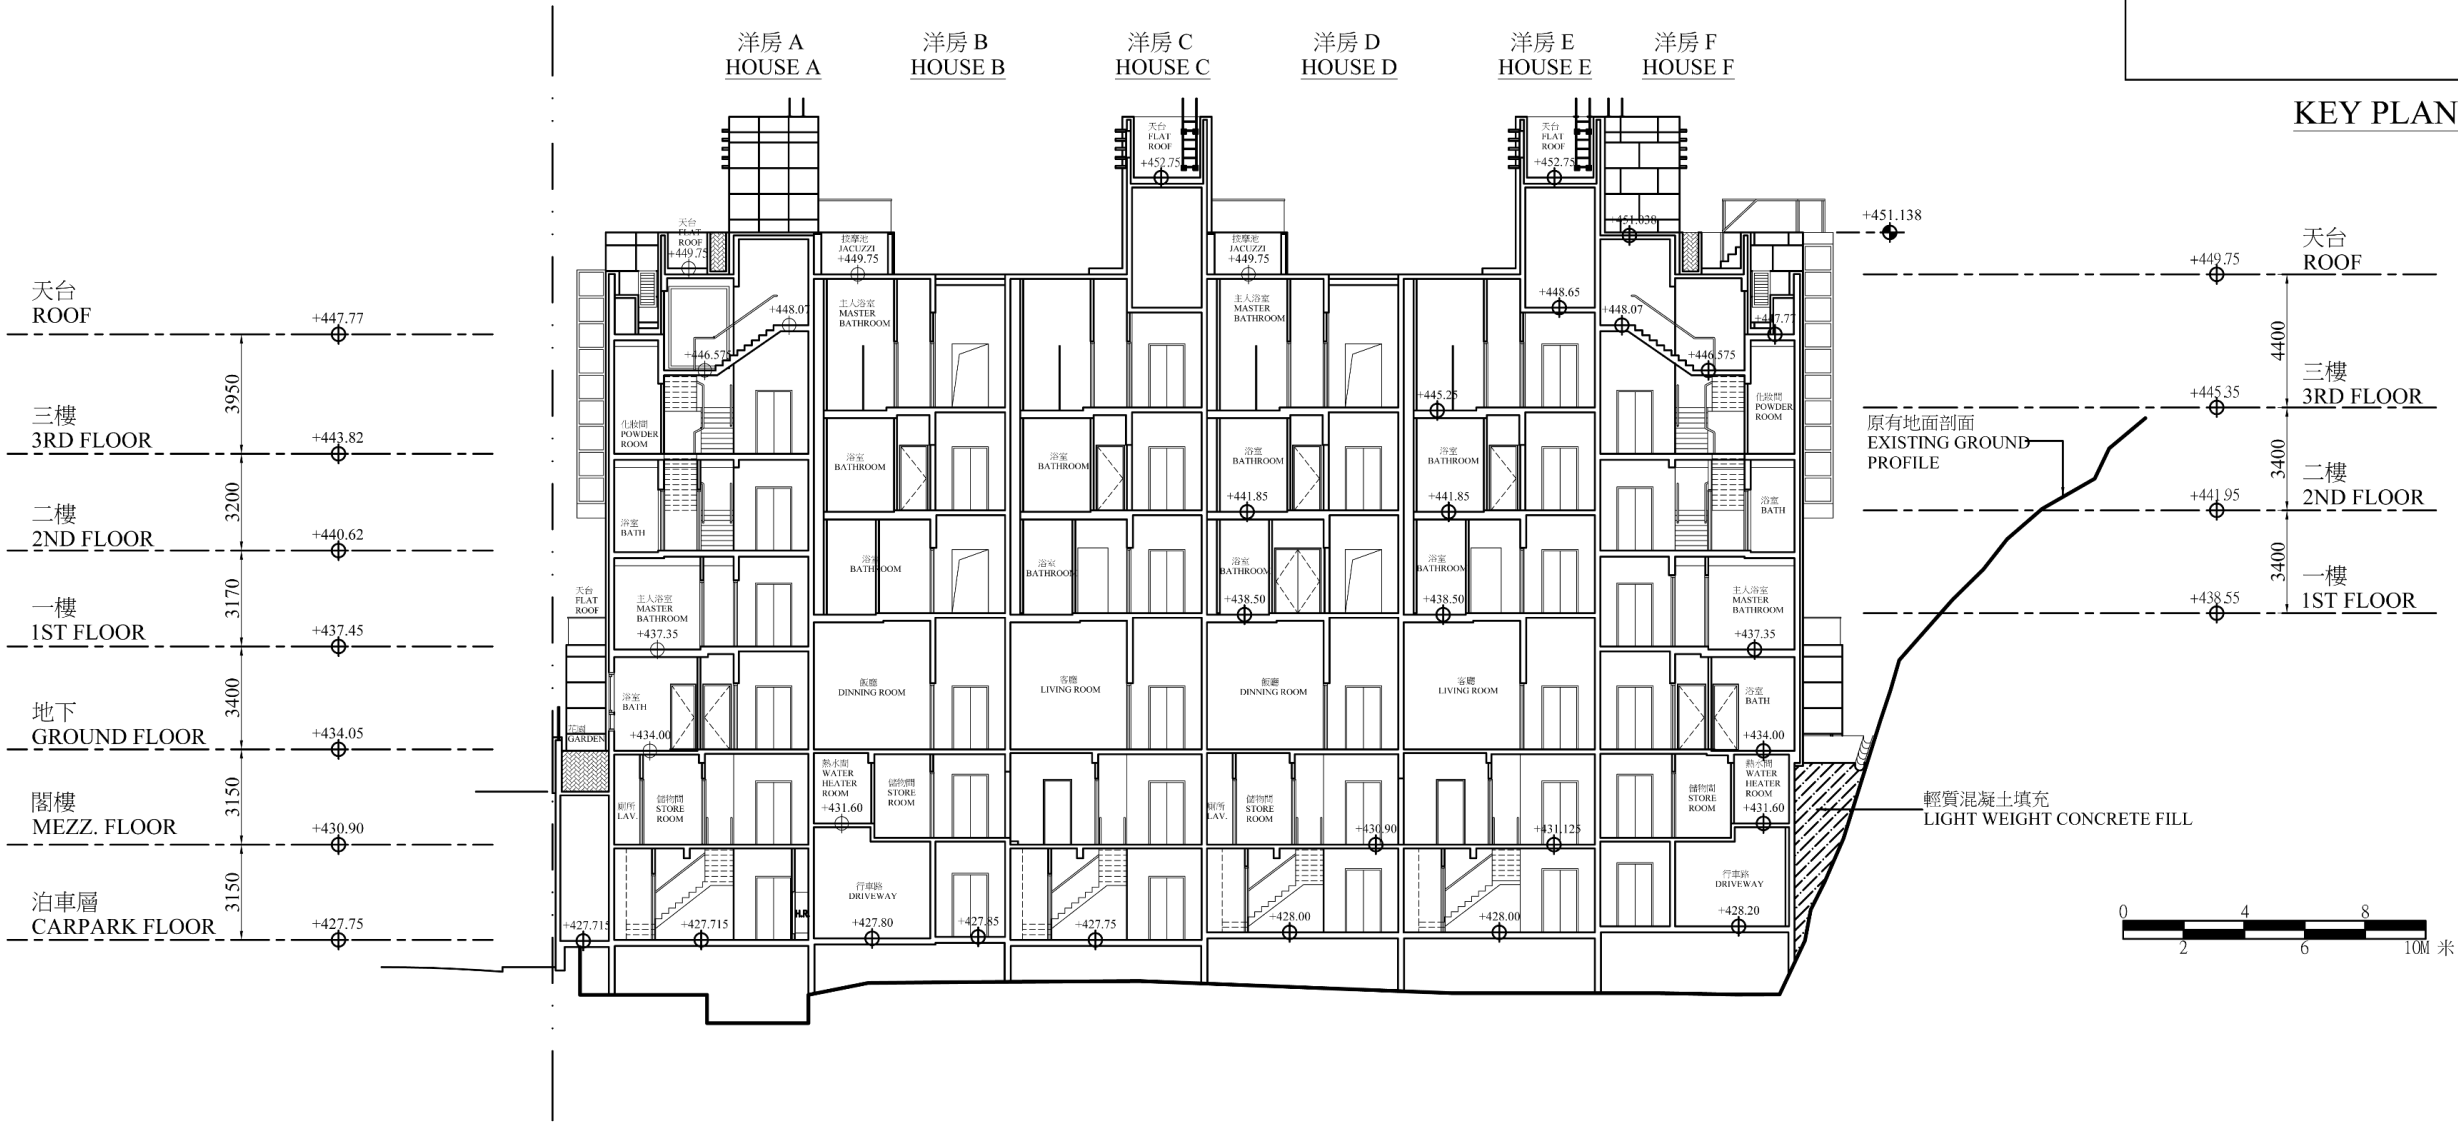 洋房 A
HOUSE A
洋房 B
HOUSE B
洋房 C
HOUSE C
洋房 D
HOUSE D
洋房 E
HOUSE E
洋房 F
HOUSE F
KEY PLAN
天台
ROOF
+447.77
3950
三樓
3RD FLOOR
+443.82
3200
二樓
2ND FLOOR
+440.62
3170
一樓
1ST FLOOR
+437.45
3400
地下
GROUND FLOOR
+434.05
3150
閣樓
MEZZ. FLOOR
+430.90
3150
泊車層
CARPARK FLOOR
+427.75
天台
FLAT
ROOF
+449.75
按摩池
JACUZZI
+449.75
天台
FLAT
ROOF
+452.75
按摩池
JACUZZI
+449.75
天台
FLAT
ROOF
+452.75
+451.038
+451.138
+448.07
+446.575
主人浴室
MASTER
BATHROOM
主人浴室
MASTER
BATHROOM
+448.65
+448.07
+446.575
+447.77
化妝間
POWDER
ROOM
+445.25
化妝間
POWDER
ROOM
浴室
BATHROOM
浴室
BATHROOM
浴室
BATHROOM
+441.85
浴室
BATHROOM
+441.85
浴室
BATH
浴室
BATH
浴室
BATHROOM
浴室
BATHROOM
浴室
BATHROOM
+438.50
浴室
BATHROOM
+438.50
天台
FLAT
ROOF
主人浴室
MASTER
BATHROOM
+437.35
主人浴室
MASTER
BATHROOM
+437.35
浴室
BATH
+434.00
飯廳
DINNING ROOM
客廳
LIVING ROOM
飯廳
DINNING ROOM
客廳
LIVING ROOM
浴室
BATH
+434.00
花園
GARDEN
廁所
LAV.
儲物間
STORE
ROOM
熱水間
WATER
HEATER
ROOM
+431.60
儲物間
STORE
ROOM
廁所
LAV.
儲物間
STORE
ROOM
+430.90
+431.125
儲物間
STORE
ROOM
熱水間
WATER
HEATER
ROOM
+431.60
+427.715
+427.715
H.R.
行車路
DRIVEWAY
+427.80
+427.85
+427.75
+428.00
+428.00
行車路
DRIVEWAY
+428.20
天台
ROOF
+449.75
4400
三樓
3RD FLOOR
+445.35
3400
二樓
2ND FLOOR
+441.95
3400
一樓
1ST FLOOR
+438.55
原有地面剖面
EXISTING GROUND
PROFILE
輕質混凝土填充
LIGHT WEIGHT CONCRETE FILL
0 4 8
2 6 10M 米